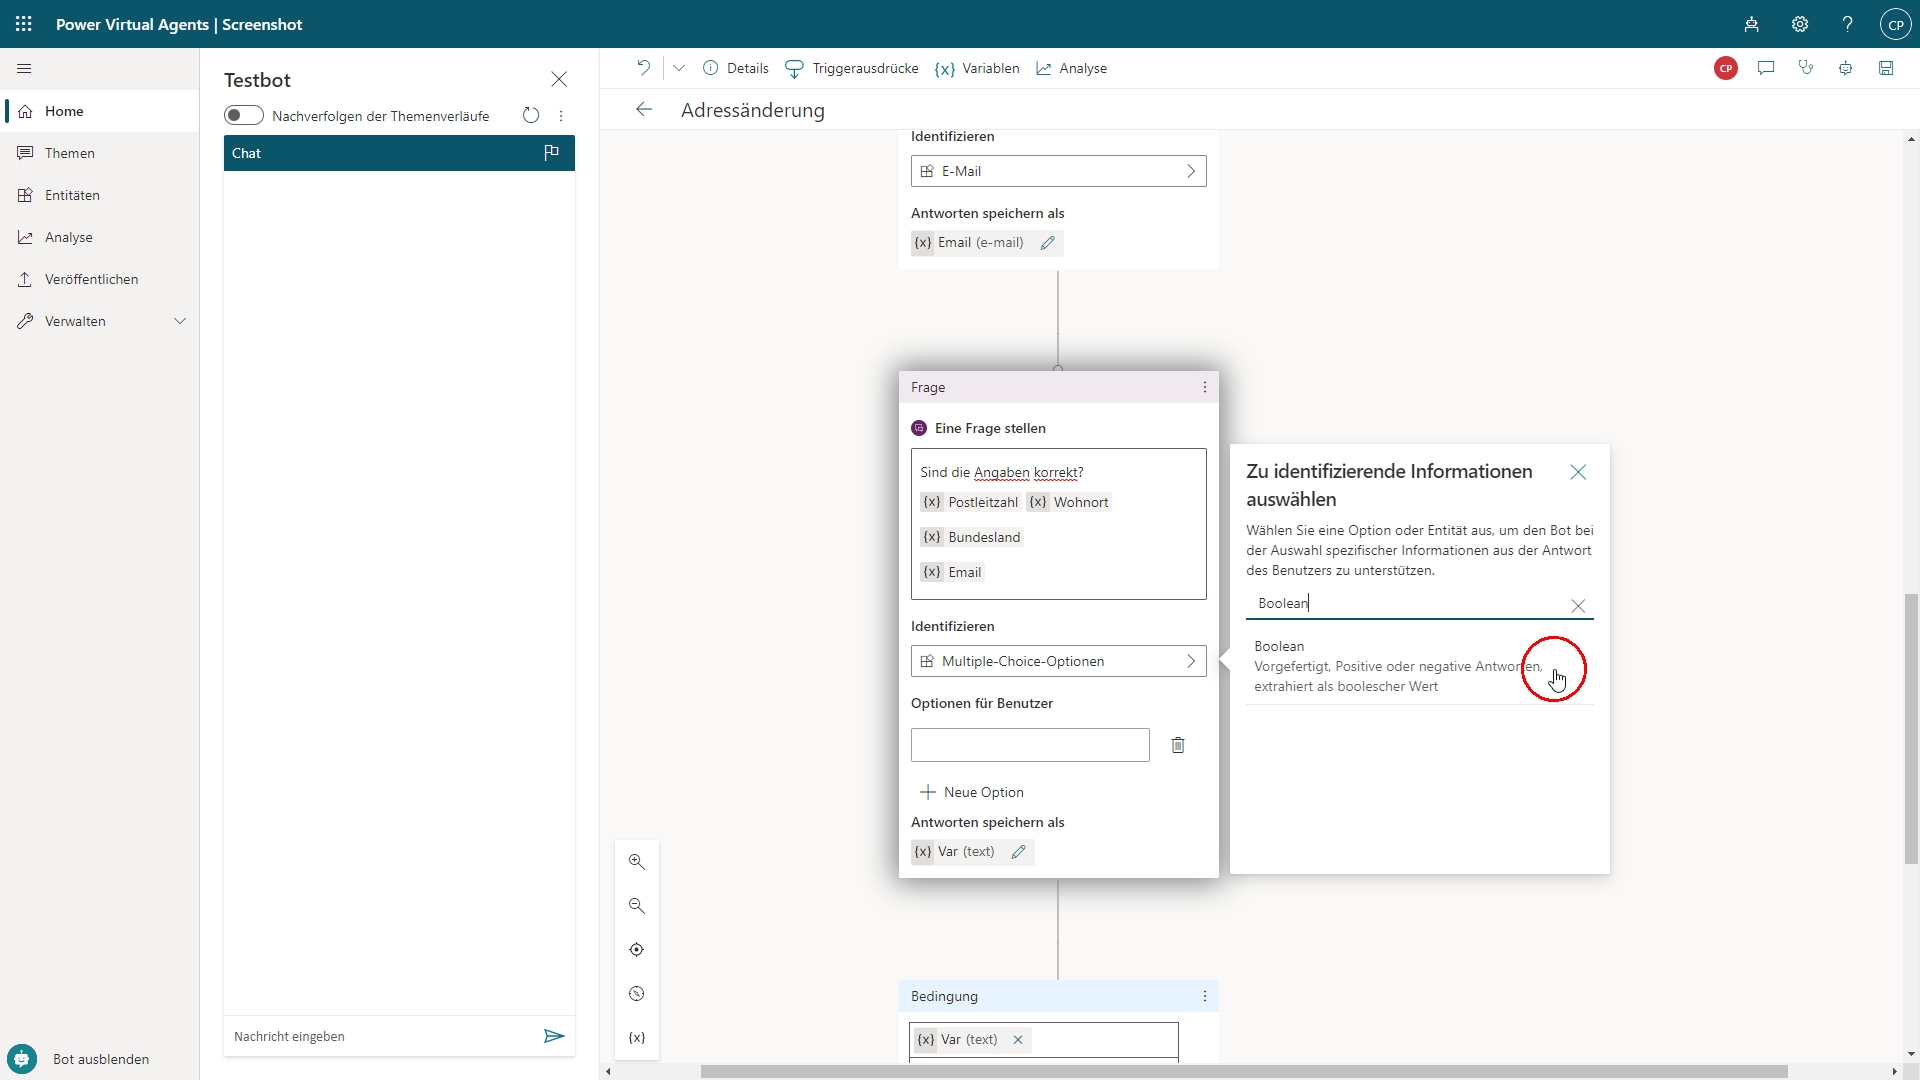 Power Virtual Agents | Screenshot
CP
Home
Themen
Entitäten
Analyse
Veröffentlichen
Verwalten
Bot ausblenden
Testbot
Nachverfolgen der Themenverläufe
Chat
Nachricht eingeben
Details
Triggerausdrücke
{x} Variablen
Analyse
CP
Adressänderung
Identifizieren
E-Mail
Antworten speichern als
{x} Email (e-mail)
Frage
Eine Frage stellen
Sind die Angaben korrekt?
{x} Postleitzahl {x} Wohnort
{x} Bundesland
{x} Email
Identifizieren
Multiple-Choice-Optionen
Optionen für Benutzer
Neue Option
Antworten speichern als
{x} Var (text)
Bedingung
{x} Var (text)
{x}
Zu identifizierende Informationen
auswählen
Wählen Sie eine Option oder Entität aus, um den Bot bei
der Auswahl spezifischer Informationen aus der Antwort
des Benutzers zu unterstützen.
Boolean
Boolean
Vorgefertigt, Positive oder negative Antworten,
extrahiert als boolescher Wert